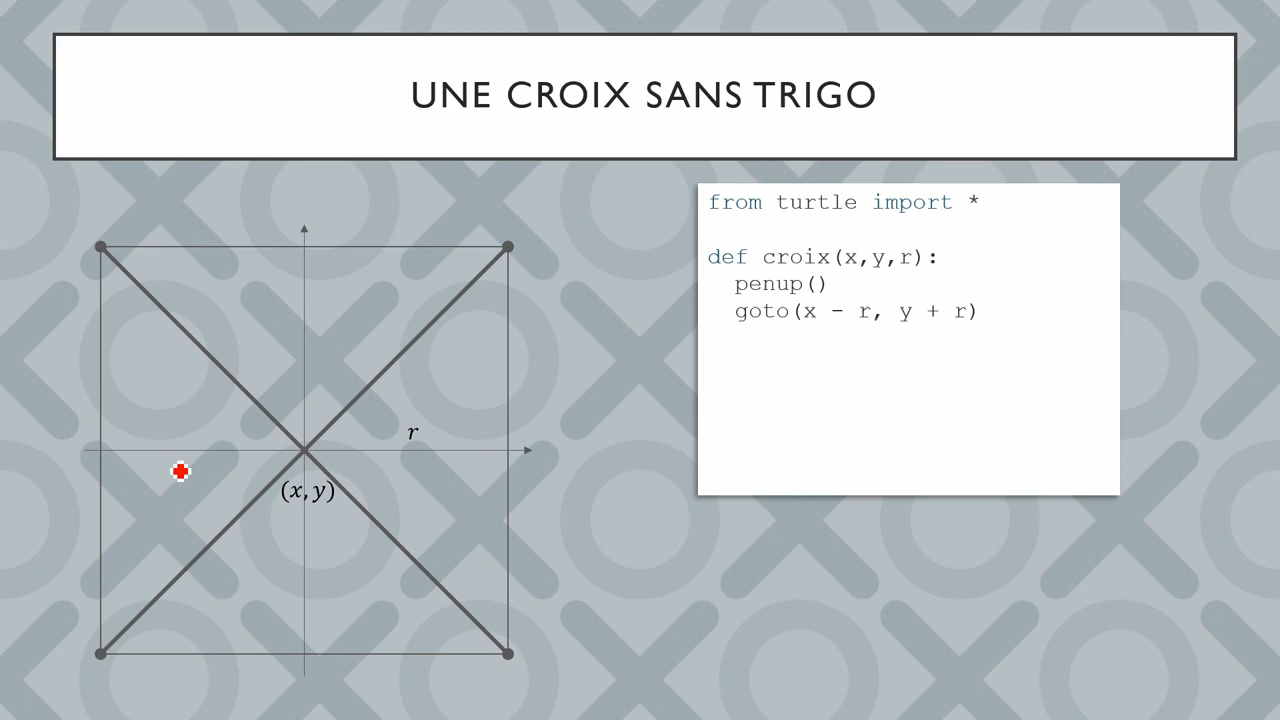 UNE CROIX SANS TRIGO
from turtle import *
def croix(x,y,r):
  penup()
  goto(x - r, y + r)
r
(x,y)